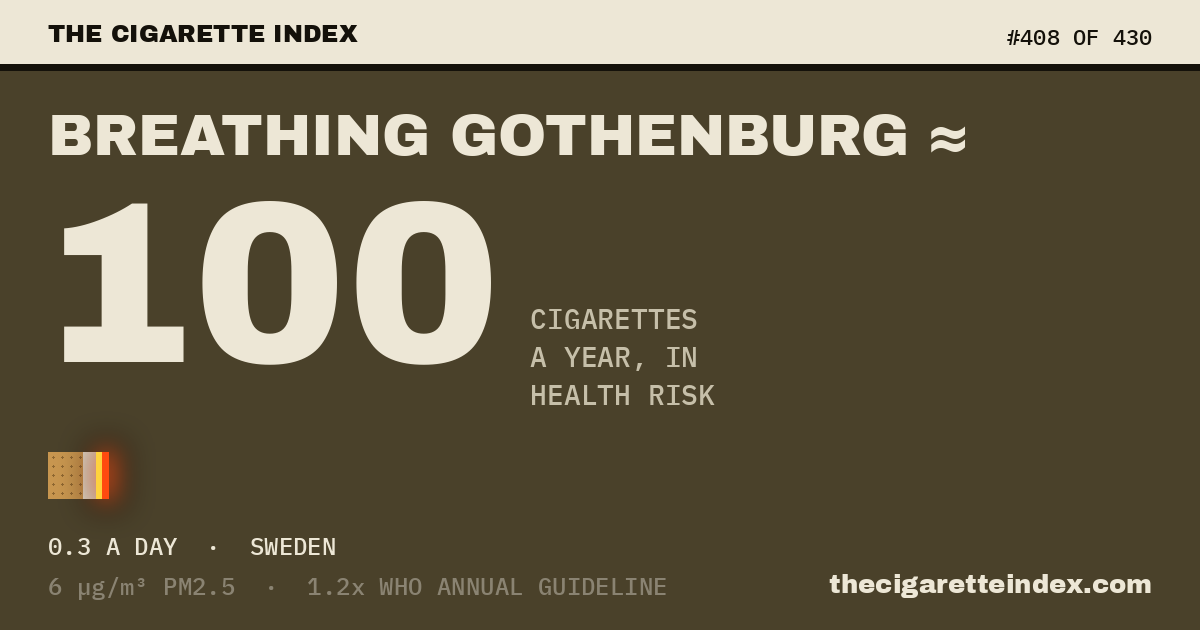 THE CIGARETTE INDEX
#408 OF 430
BREATHING GOTHENBURG ≈
100
CIGARETTES
A YEAR, IN
HEALTH RISK
0.3 A DAY · SWEDEN
6 µg/m³ PM2.5 · 1.2x WHO ANNUAL GUIDELINE
thecigaretteindex.com